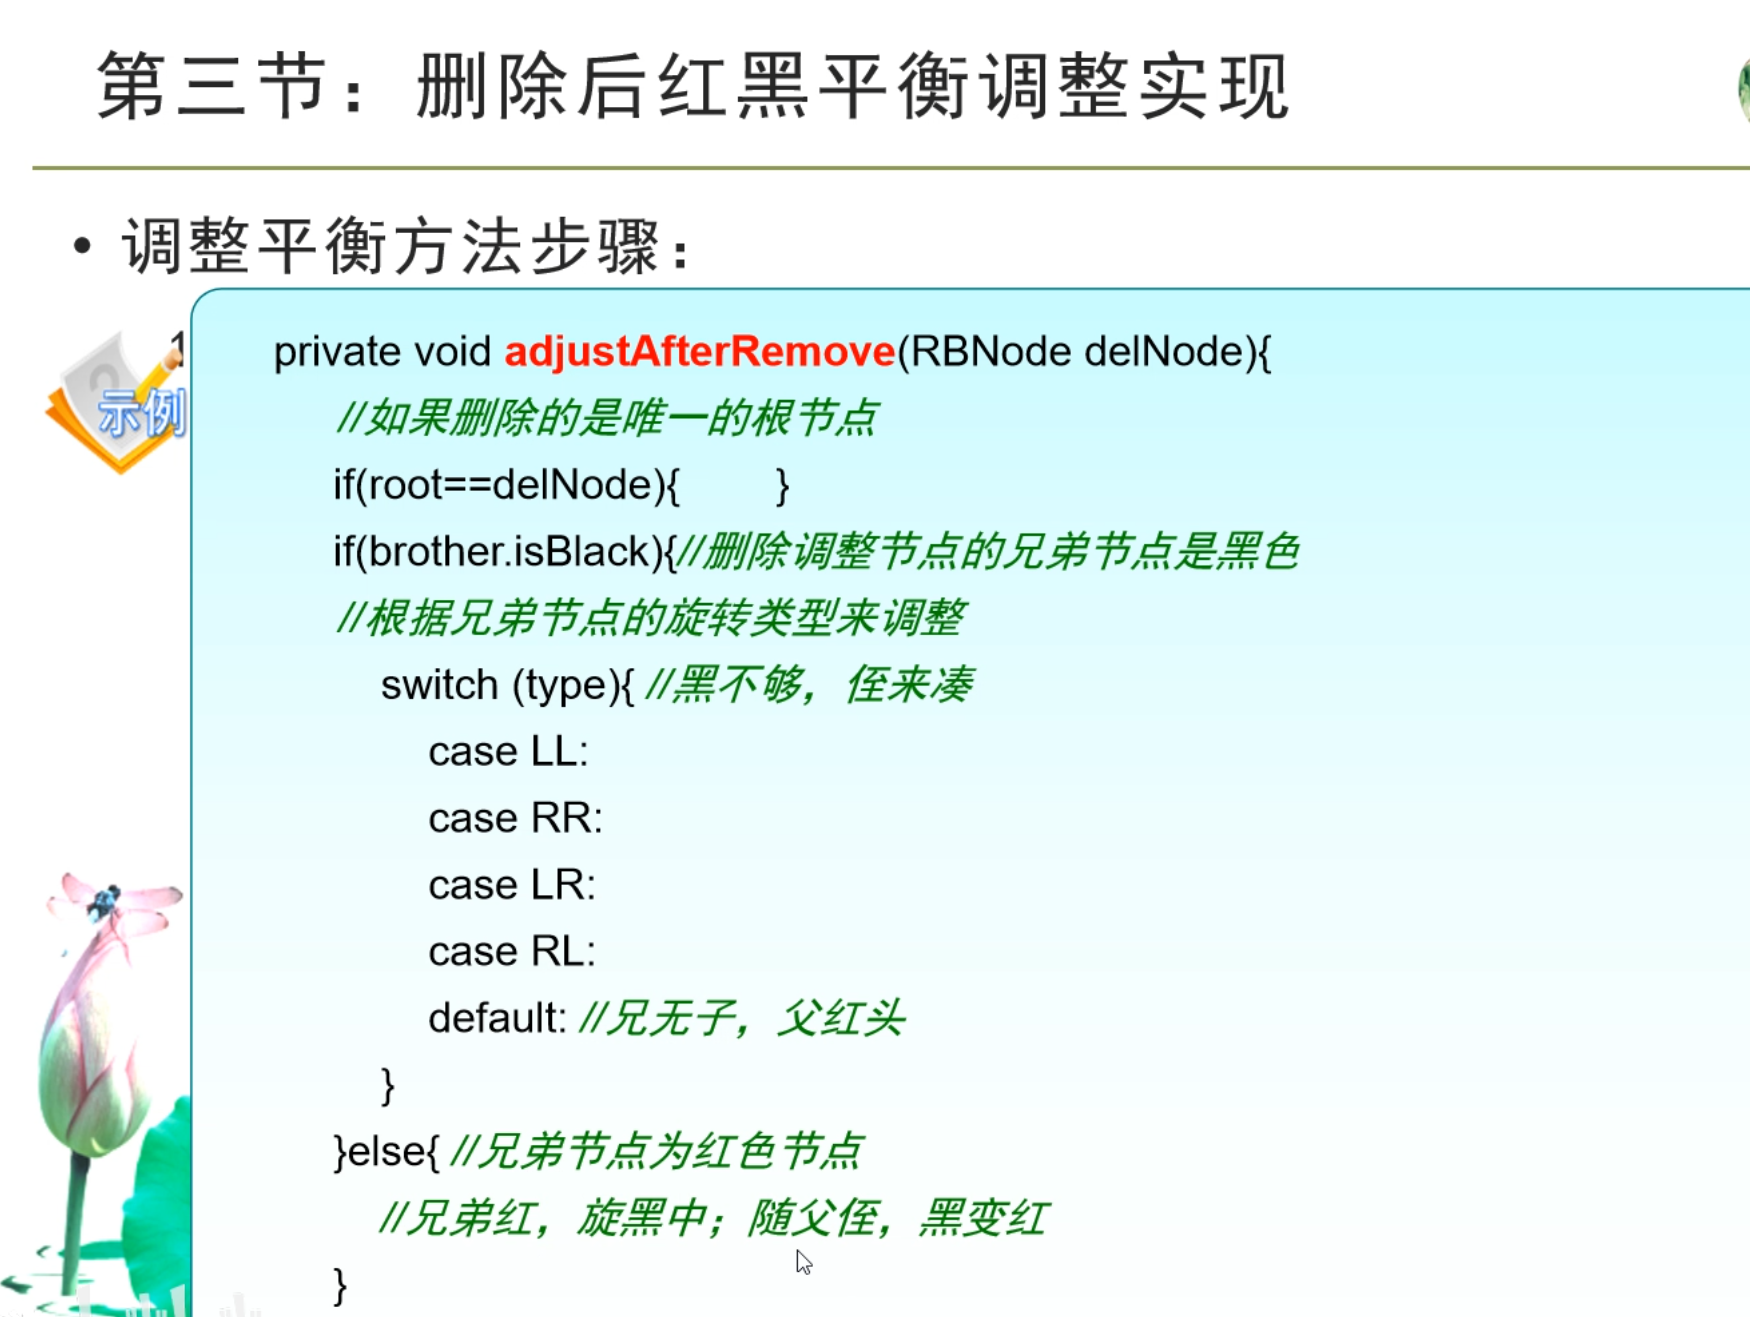 第三节：删除后红黑平衡调整实现
• 调整平衡方法步骤：
1
示例
private void adjustAfterRemove(RBNode delNode){
//如果删除的是唯一的根节点
if(root==delNode){ }
if(brother.isBlack){//删除调整节点的兄弟节点是黑色
//根据兄弟节点的旋转类型来调整
switch (type){ //黑不够，侄来凑
case LL:
case RR:
case LR:
case RL:
default: //兄无子，父红头
}
}else{ //兄弟节点为红色节点
//兄弟红，旋黑中；随父侄，黑变红
}